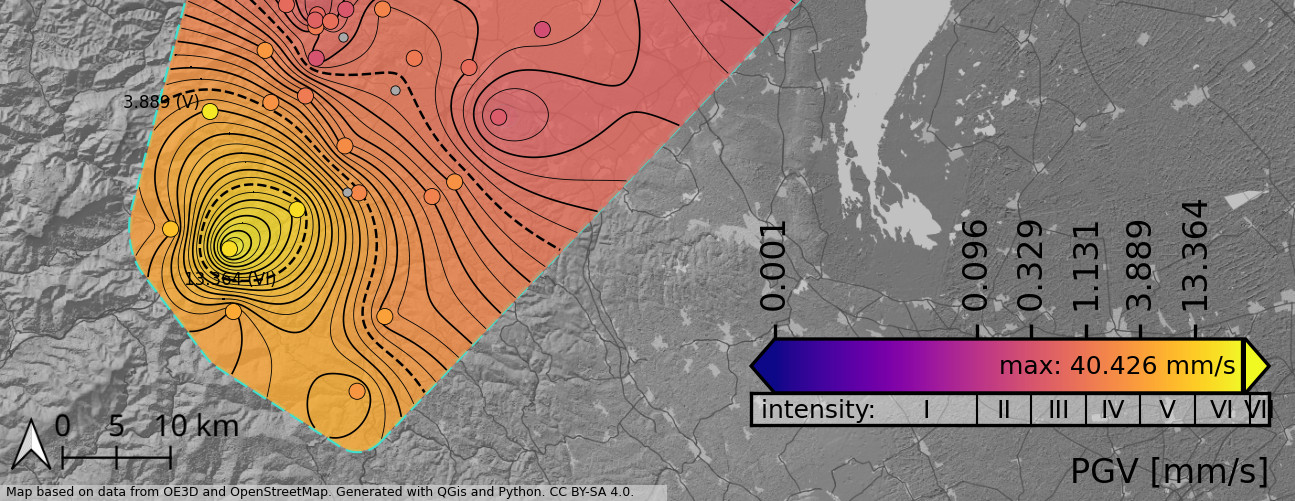 3.889 (V)
13.364 (VI)
0.001
0.096
0.329
1.131
3.889
13.364
max: 40.426 mm/s
intensity: I II III IV V VI VII
0 5 10 km
PGV [mm/s]
Map based on data from OE3D and OpenStreetMap. Generated with QGis and Python. CC BY-SA 4.0.